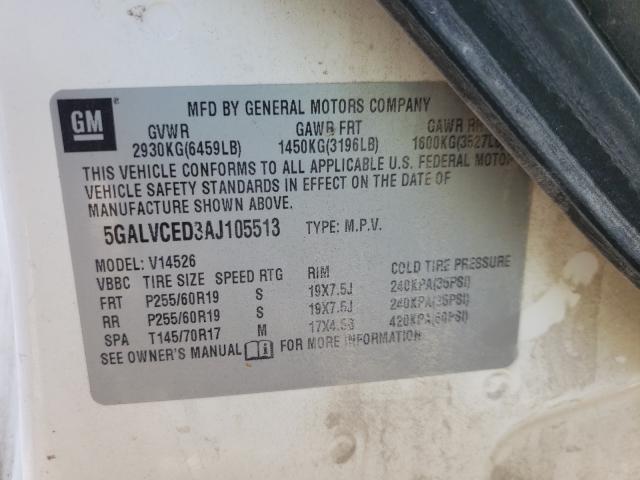 GM
MFD BY GENERAL MOTORS COMPANY
GVWR GAWR FRT GAWR RR
2930KG(6459LB) 1450KG(3196LB) 1600KG(3527LB
THIS VEHICLE CONFORMS TO ALL APPLICABLE U.S. FEDERAL MOTOR
VEHICLE SAFETY STANDARDS IN EFFECT ON THE DATE OF
MANUFACTURE SHOWN ABOVE.
5GALVCED3AJ105513 TYPE: M.P.V.
MODEL: V14526
VBBC TIRE SIZE SPEED RTG RIM COLD TIRE PRESSURE
FRT P255/60R19 S 19X7.5J 240KPA(35PSI)
RR P255/60R19 S 19X7.5J 240KPA(35PSI)
SPA T145/70R17 M 17X4.5B 420KPA(60PSI)
SEE OWNER'S MANUAL FOR MORE INFORMATION